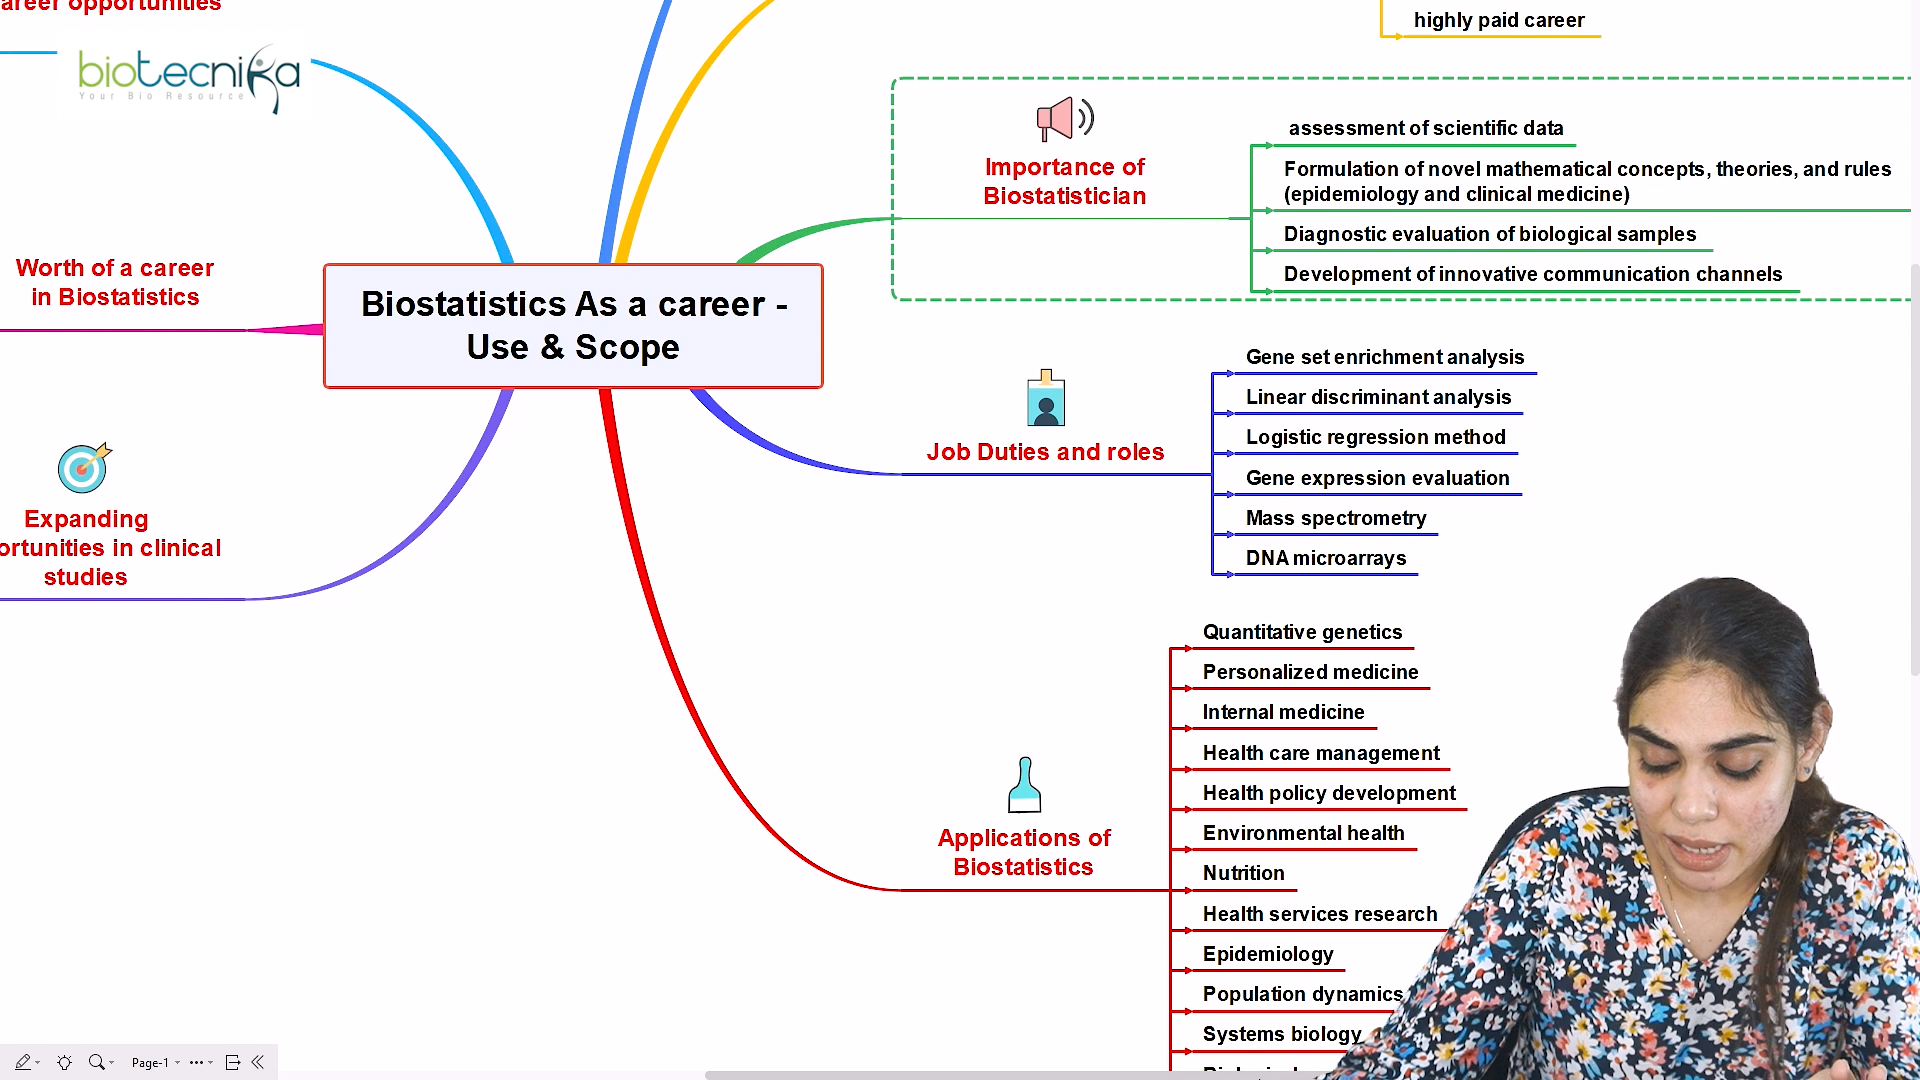 career opportunities
biotecnika
Your Bio Resource
Worth of a career
in Biostatistics
Expanding
ortunities in clinical
studies
Biostatistics As a career -
Use & Scope
highly paid career
Importance of
Biostatistician
assessment of scientific data
Formulation of novel mathematical concepts, theories, and rules
(epidemiology and clinical medicine)
Diagnostic evaluation of biological samples
Development of innovative communication channels
Job Duties and roles
Gene set enrichment analysis
Linear discriminant analysis
Logistic regression method
Gene expression evaluation
Mass spectrometry
DNA microarrays
Applications of
Biostatistics
Quantitative genetics
Personalized medicine
Internal medicine
Health care management
Health policy development
Environmental health
Nutrition
Health services research
Epidemiology
Population dynamics
Systems biology
Page-1